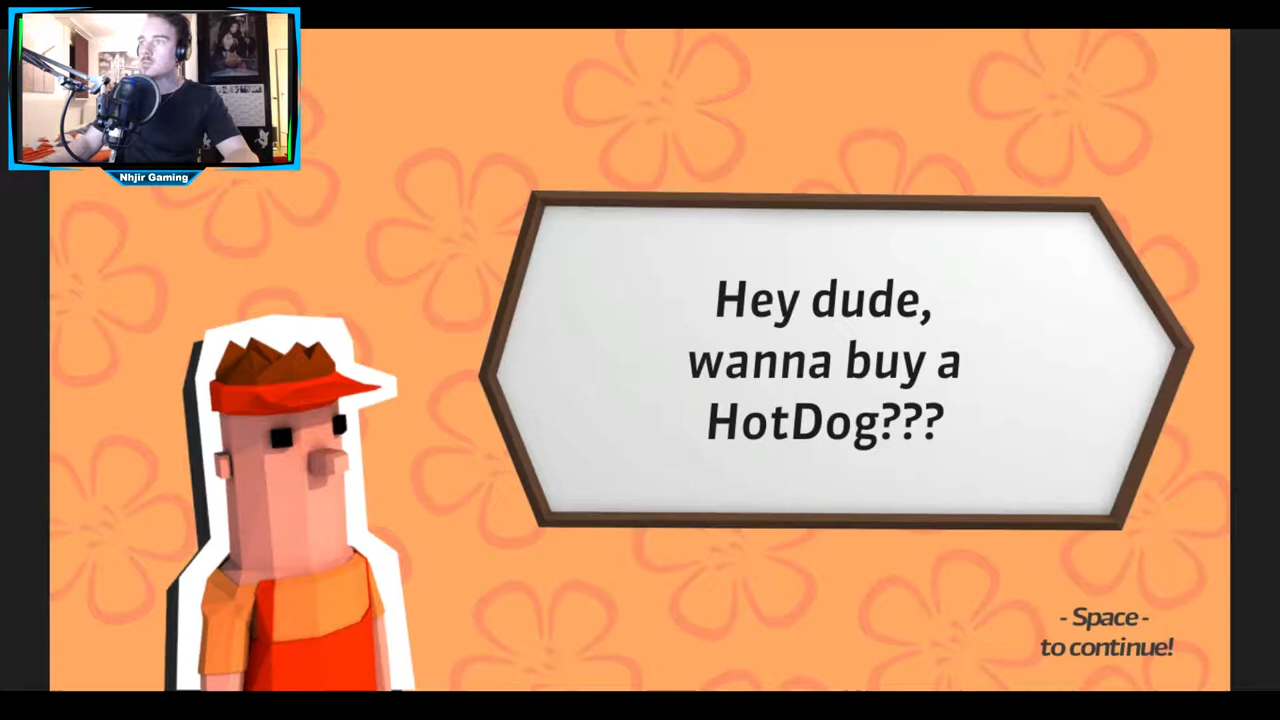 Nhjir Gaming
Hey dude,
wanna buy a
HotDog???
- Space -
to continue!